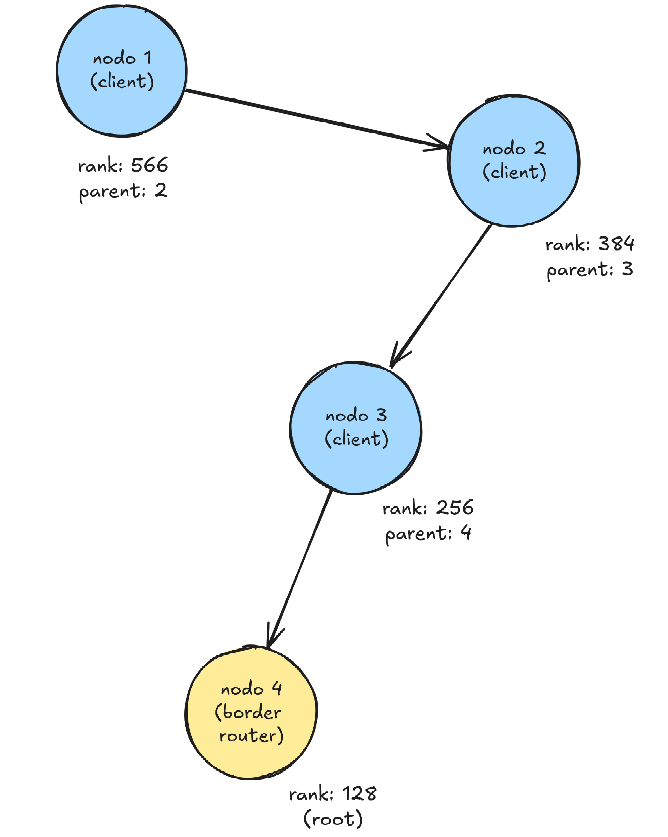 nodo 1
(client)
rank: 566
parent: 2
nodo 2
(client)
rank: 384
parent: 3
nodo 3
(client)
rank: 256
parent: 4
nodo 4
(border
router)
rank: 128
(root)